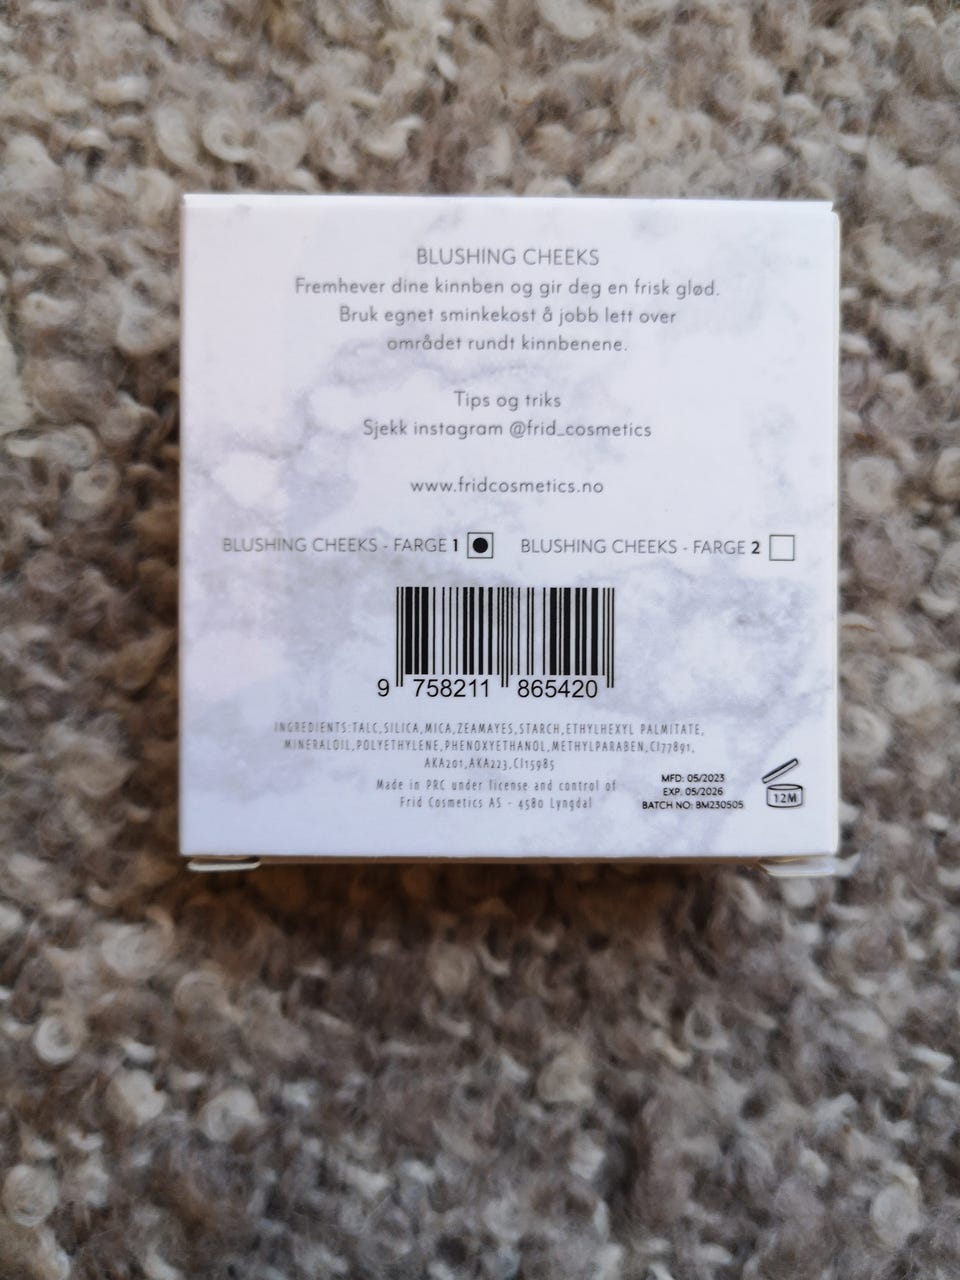 BLUSHING CHEEKS
Fremhever dine kinnben og gir deg en frisk glød.
Bruk egnet sminkekost å jobb lett over
området rundt kinnbenene.
Tips og triks
Sjekk instagram @frid_cosmetics
www.fridcosmetics.no
BLUSHING CHEEKS - FARGE 1 BLUSHING CHEEKS - FARGE 2
9 758211 865420
INGREDIENTS:TALC,SILICA,MICA,ZEAMAYES,STARCH,ETHYLHEXYL PALMITATE,
MINERALOIL,POLYETHYLENE,PHENOXYETHANOL,METHYLPARABEN,CI77891,
AKA201,AKA223,CI15985
Made in PRC under license and control of
Frid Cosmetics AS - 4580 Lyngdal
MFD: 05/2023
EXP. 05/2026
BATCH NO: BM230505
12M